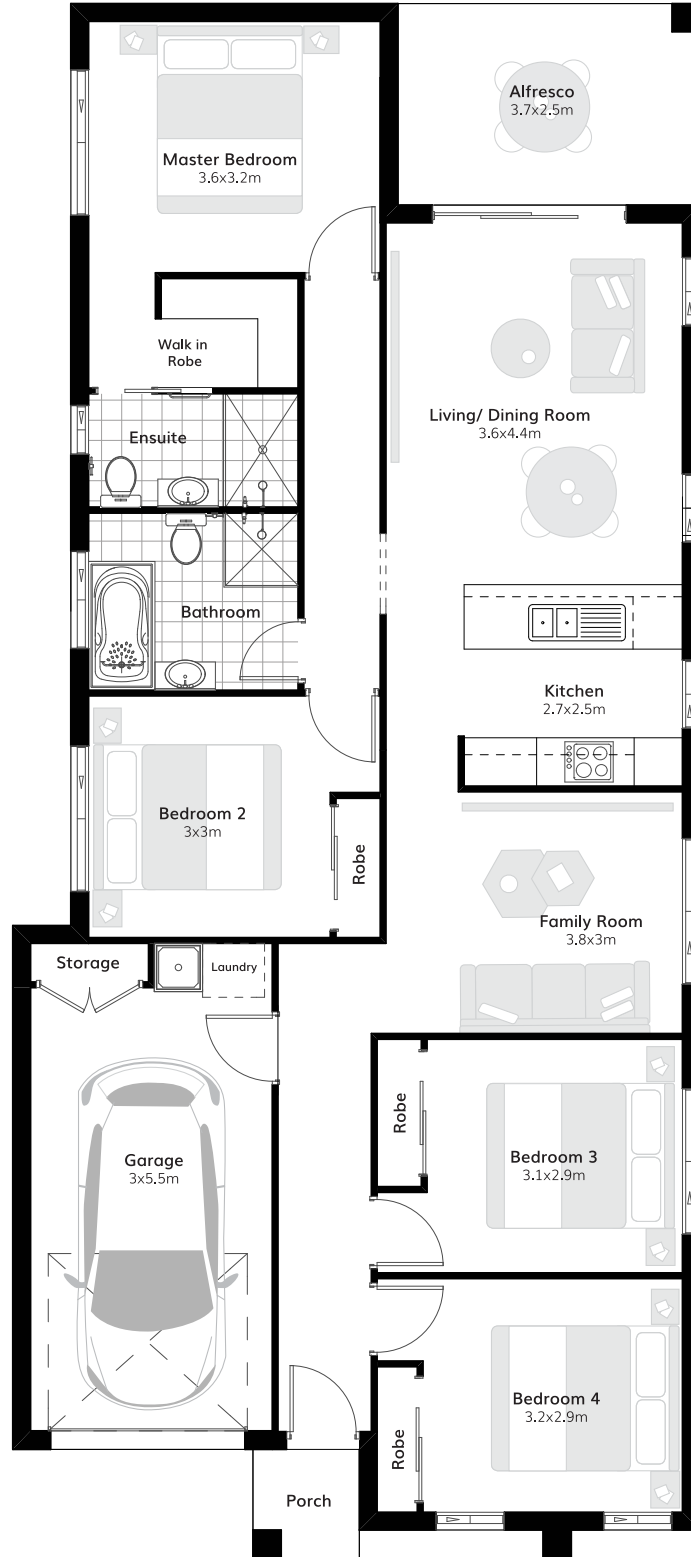 Alfresco
3.7x2.5m
Master Bedroom
3.6x3.2m
Walk in
Robe
Living/ Dining Room
3.6x4.4m
Ensuite
Bathroom
Kitchen
2.7x2.5m
Bedroom 2
3x3m
Robe
Family Room
3.8x3m
Storage
Laundry
Robe
Bedroom 3
3.1x2.9m
Garage
3x5.5m
Bedroom 4
3.2x2.9m
Robe
Porch